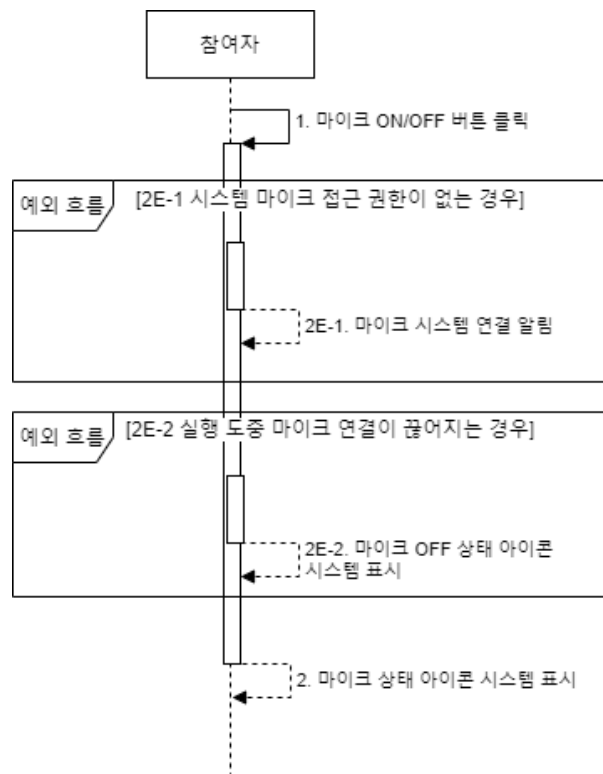 참여자
1. 마이크 ON/OFF 버튼 클릭
예외 흐름
[2E-1 시스템 마이크 접근 권한이 없는 경우]
2E-1. 마이크 시스템 연결 알림
예외 흐름
[2E-2 실행 도중 마이크 연결이 끊어지는 경우]
2E-2. 마이크 OFF 상태 아이콘
시스템 표시
2. 마이크 상태 아이콘 시스템 표시